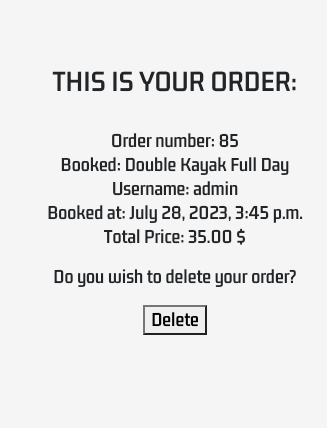 THIS IS YOUR ORDER:
Order number: 85
Booked: Double Kayak Full Day
Username: admin
Booked at: July 28, 2023, 3:45 p.m.
Total Price: 35.00 $
Do you wish to delete your order?
Delete